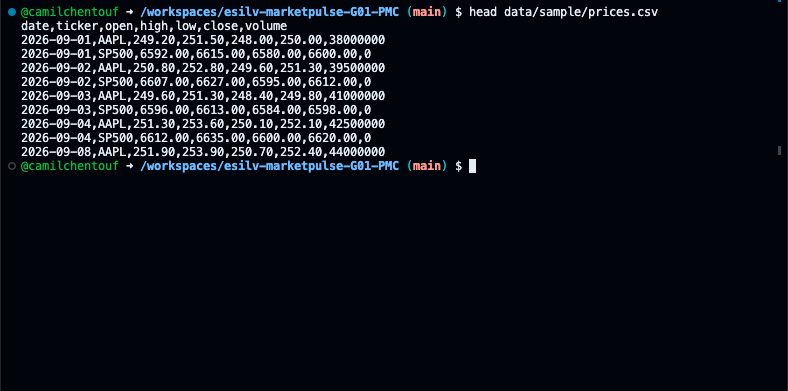 @camilchentouf → /workspaces/esilv-marketpulse-G01-PMC (main) $ head data/sample/prices.csv
date,ticker,open,high,low,close,volume
2026-09-01,AAPL,249.20,251.50,248.00,250.00,38000000
2026-09-01,SP500,6592.00,6615.00,6580.00,6600.00,0
2026-09-02,AAPL,250.80,252.80,249.60,251.30,39500000
2026-09-02,SP500,6607.00,6627.00,6595.00,6612.00,0
2026-09-03,AAPL,249.60,251.30,248.40,249.80,41000000
2026-09-03,SP500,6596.00,6613.00,6584.00,6598.00,0
2026-09-04,AAPL,251.30,253.60,250.10,252.10,42500000
2026-09-04,SP500,6612.00,6635.00,6600.00,6620.00,0
2026-09-08,AAPL,251.90,253.90,250.70,252.40,44000000
@camilchentouf → /workspaces/esilv-marketpulse-G01-PMC (main) $